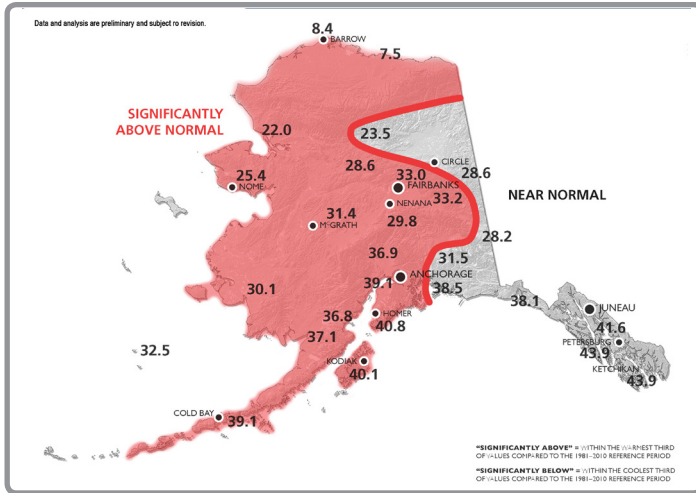 Data and analysis are preliminary and subject ro revision.
8.4
BARROW
7.5
SIGNIFICANTLY
ABOVE NORMAL
22.0
23.5
CIRCLE
28.6
28.6
33.0
25.4
FAIRBANKS
NOME
33.2
NEAR NORMAL
NENANA
31.4
29.8
McGRATH
28.2
36.9
31.5
ANCHORAGE
39.1
30.1
38.5
38.1
JUNEAU
36.8
HOMER
40.8
41.6
37.1
PETERSBURG
32.5
43.9
KODIAK
KETCHIKAN
40.1
43.9
COLD BAY
39.1
"SIGNIFICANTLY ABOVE" = WITHIN THE WARMEST THIRD
OF VALUES COMPARED TO THE 1981–2010 REFERENCE PERIOD
"SIGNIFICANTLY BELOW" = WITHIN THE COOLEST THIRD
OF VALUES COMPARED TO THE 1981–2010 REFERENCE PERIOD